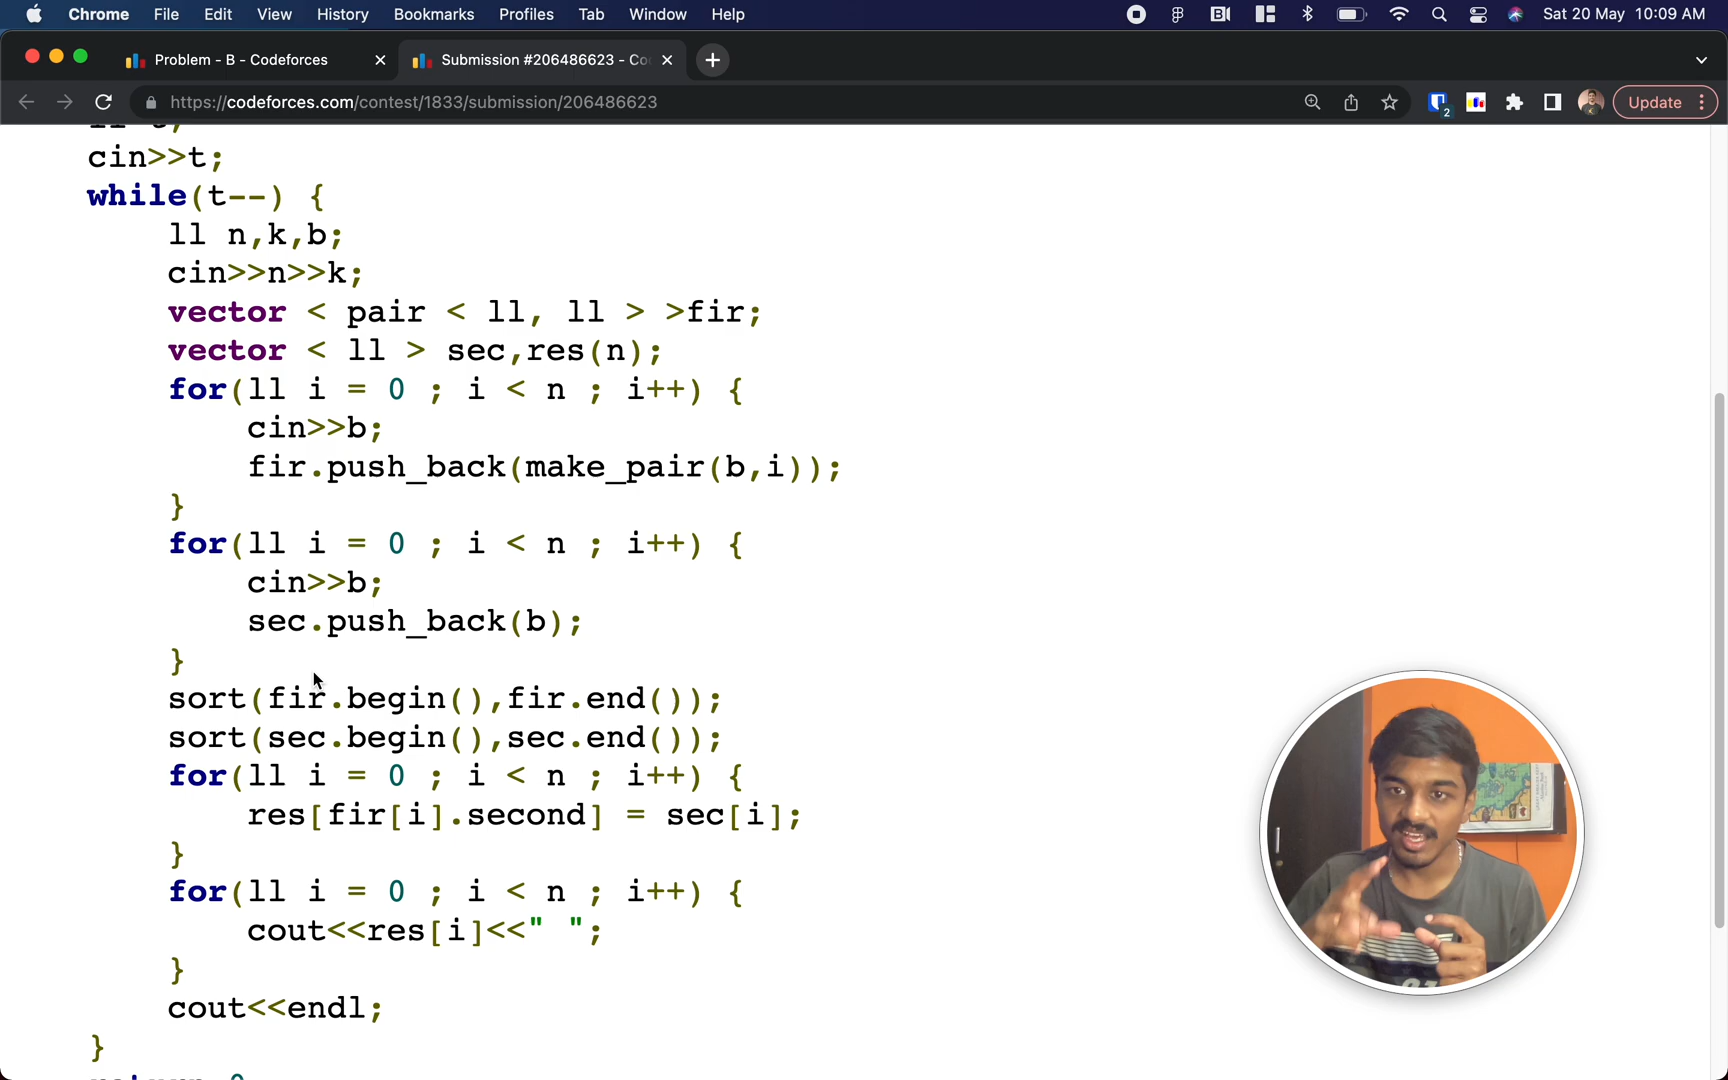 Chrome File Edit View History Bookmarks Profiles Tab Window Help Sat 20 May 10:09 AM
Problem - B - Codeforces Submission #206486623 - Co
https://codeforces.com/contest/1833/submission/206486623 2 Update
cin>>t;
while(t--) {
ll n,k,b;
cin>>n>>k;
vector < pair < ll, ll > >fir;
vector < ll > sec,res(n);
for(ll i = 0 ; i < n ; i++) {
cin>>b;
fir.push_back(make_pair(b,i));
}
for(ll i = 0 ; i < n ; i++) {
cin>>b;
sec.push_back(b);
}
sort(fir.begin(),fir.end());
sort(sec.begin(),sec.end());
for(ll i = 0 ; i < n ; i++) {
res[fir[i].second] = sec[i];
}
for(ll i = 0 ; i < n ; i++) {
cout<<res[i]<<" ";
}
cout<<endl;
}